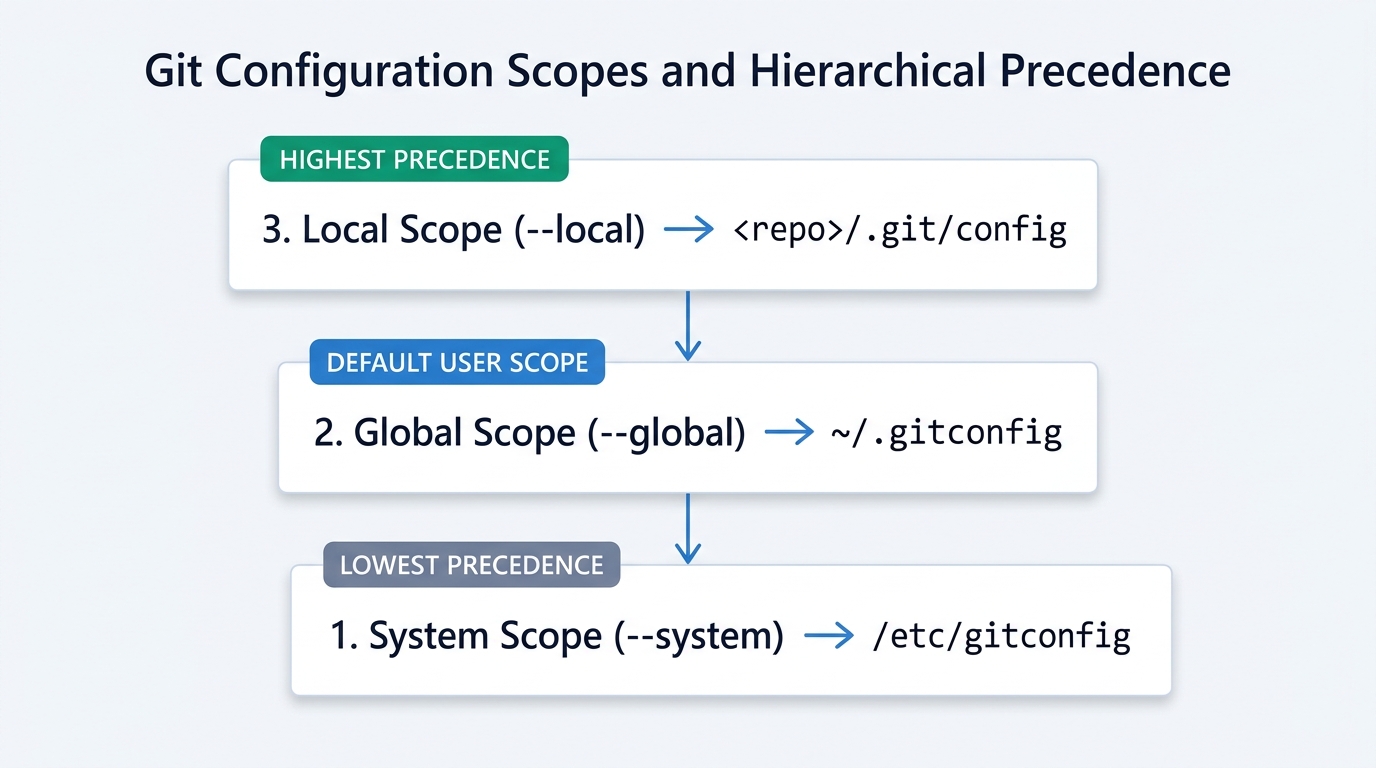 Git Configuration Scopes and Hierarchical Precedence
HIGHEST PRECEDENCE
3. Local Scope (--local) → <repo>/.git/config
DEFAULT USER SCOPE
2. Global Scope (--global) → ~/.gitconfig
LOWEST PRECEDENCE
1. System Scope (--system) → /etc/gitconfig